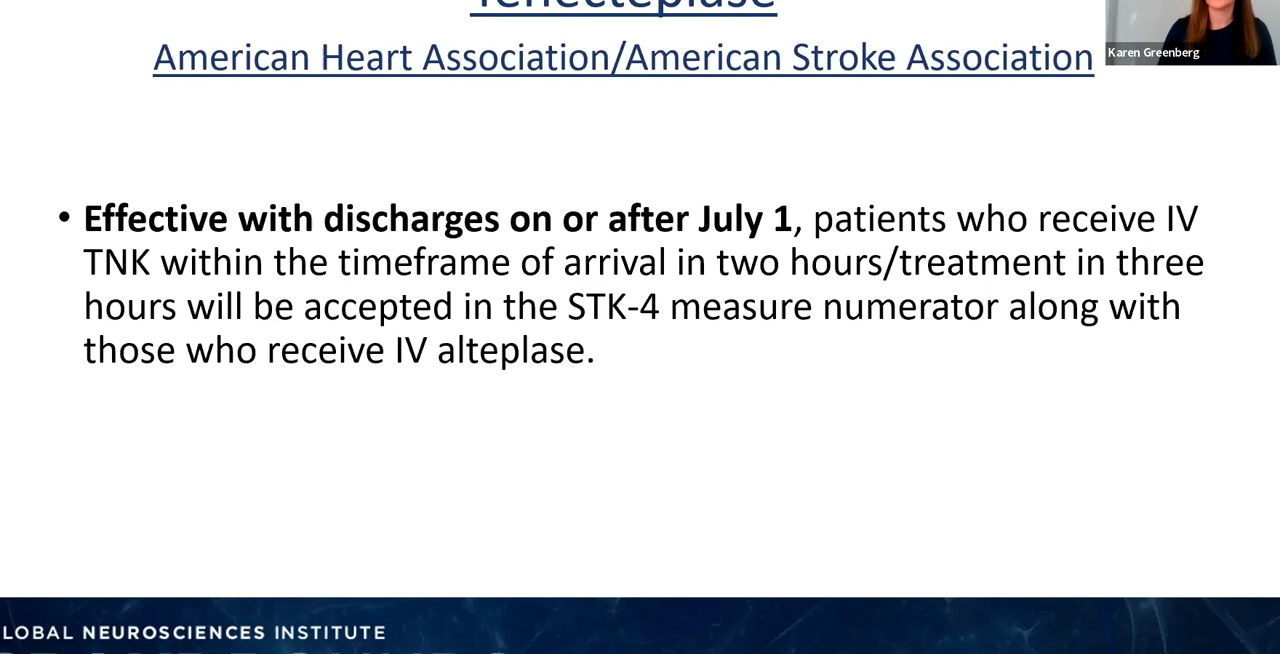 Tenecteplase
American Heart Association/American Stroke Association
Karen Greenberg
• Effective with discharges on or after July 1, patients who receive IV
TNK within the timeframe of arrival in two hours/treatment in three
hours will be accepted in the STK-4 measure numerator along with
those who receive IV alteplase.
LOBAL NEUROSCIENCES INSTITUTE